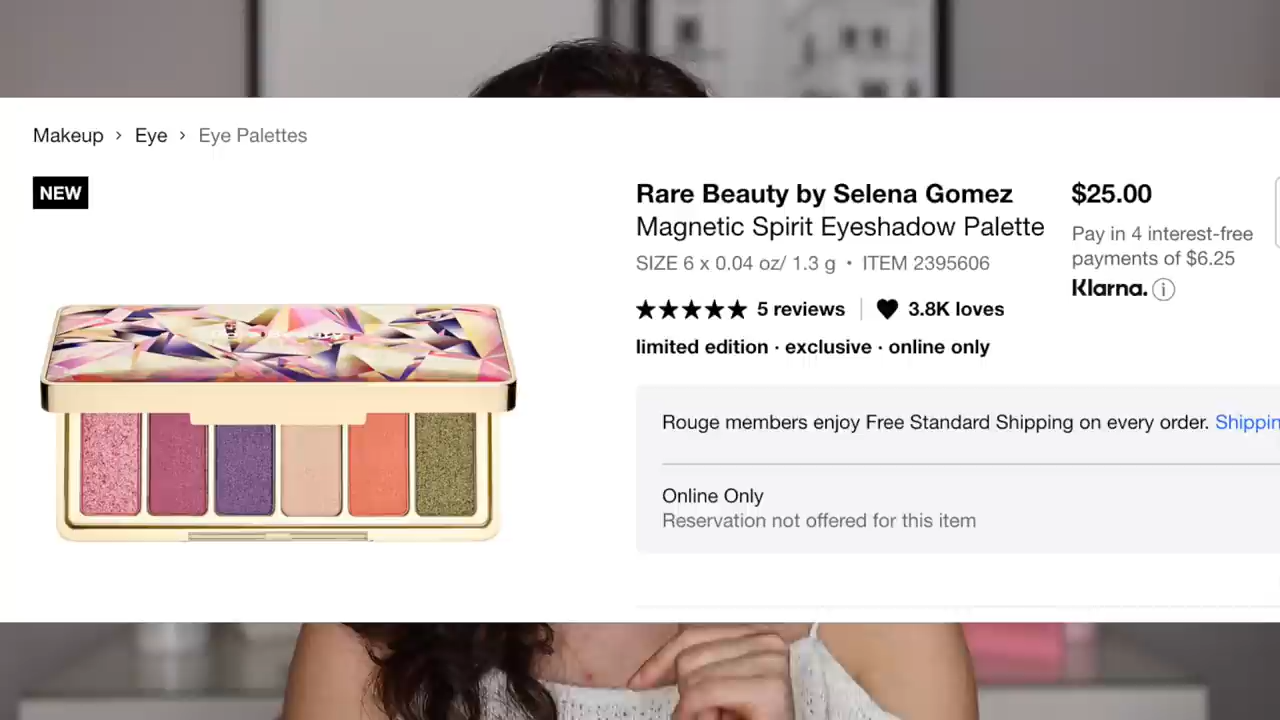 Makeup > Eye > Eye Palettes
NEW
Rare Beauty by Selena Gomez
Magnetic Spirit Eyeshadow Palette
SIZE 6 x 0.04 oz/ 1.3 g • ITEM 2395606
5 reviews
3.8K loves
limited edition · exclusive · online only
$25.00
Pay in 4 interest-free
payments of $6.25
Klarna.
Rouge members enjoy Free Standard Shipping on every order. Shippin
Online Only
Reservation not offered for this item